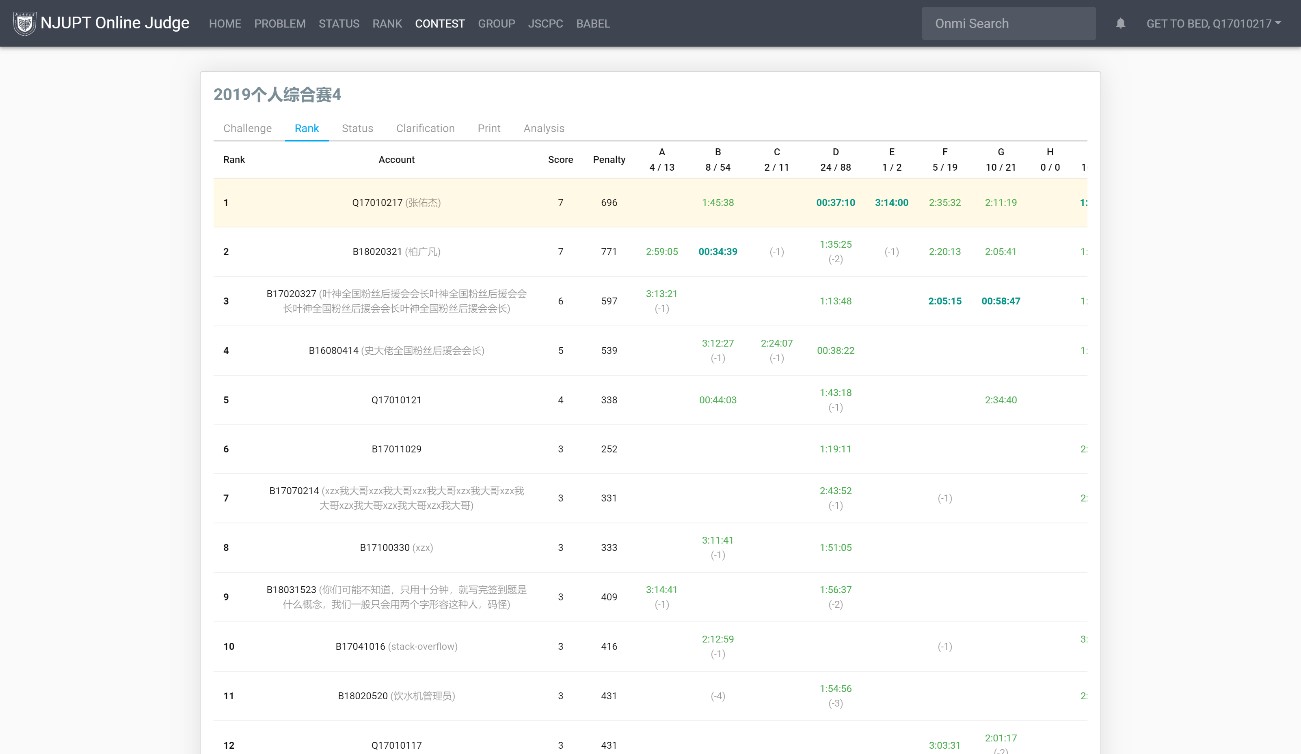 NJUPT Online Judge HOME PROBLEM STATUS RANK CONTEST GROUP JSCPC BABEL Onmi Search GET TO BED, Q17010217
2019个人综合赛4
Challenge Rank Status Clarification Print Analysis
Rank Account Score Penalty A B C D E F G H
4 / 13 8 / 54 2 / 11 24 / 88 1 / 2 5 / 19 10 / 21 0 / 0 1
1 Q17010217 (张佑杰) 7 696 1:45:38 00:37:10 3:14:00 2:35:32 2:11:19 1:
2 B18020321 (柏广凡) 7 771 2:59:05 00:34:39 (-1) 1:35:25 (-1) 2:20:13 2:05:41 1:
(-2)
3 B17020327 (叶神全国粉丝后援会会长叶神全国粉丝后援会会 6 597 3:13:21 1:13:48 2:05:15 00:58:47 1:
长叶神全国粉丝后援会会长叶神全国粉丝后援会会长) (-1)
4 B16080414 (史大佬全国粉丝后援会会长) 5 539 3:12:27 2:24:07 00:38:22 1:
(-1) (-1)
5 Q17010121 4 338 00:44:03 1:43:18 2:34:40
(-1)
6 B17011029 3 252 1:19:11 2:
7 B17070214 (xzx我大哥xzx我大哥xzx我大哥xzx我大哥xzx我 3 331 2:43:52 (-1) 2:
大哥xzx我大哥xzx我大哥xzx我大哥) (-1)
8 B17100330 (xzx) 3 333 3:11:41 1:51:05
(-1)
9 B18031523 (你们可能不知道，只用十分钟，就写完签到题是 3 409 3:14:41 1:56:37
什么概念，我们一般只会用两个字形容这种人，码怪) (-1) (-2)
10 B17041016 (stack-overflow) 3 416 2:12:59 (-1) 3:
(-1)
11 B18020520 (饮水机管理员) 3 431 (-4) 1:54:56 2:
(-3)
12 Q17010117 3 431 3:03:31 2:01:17
(-2)